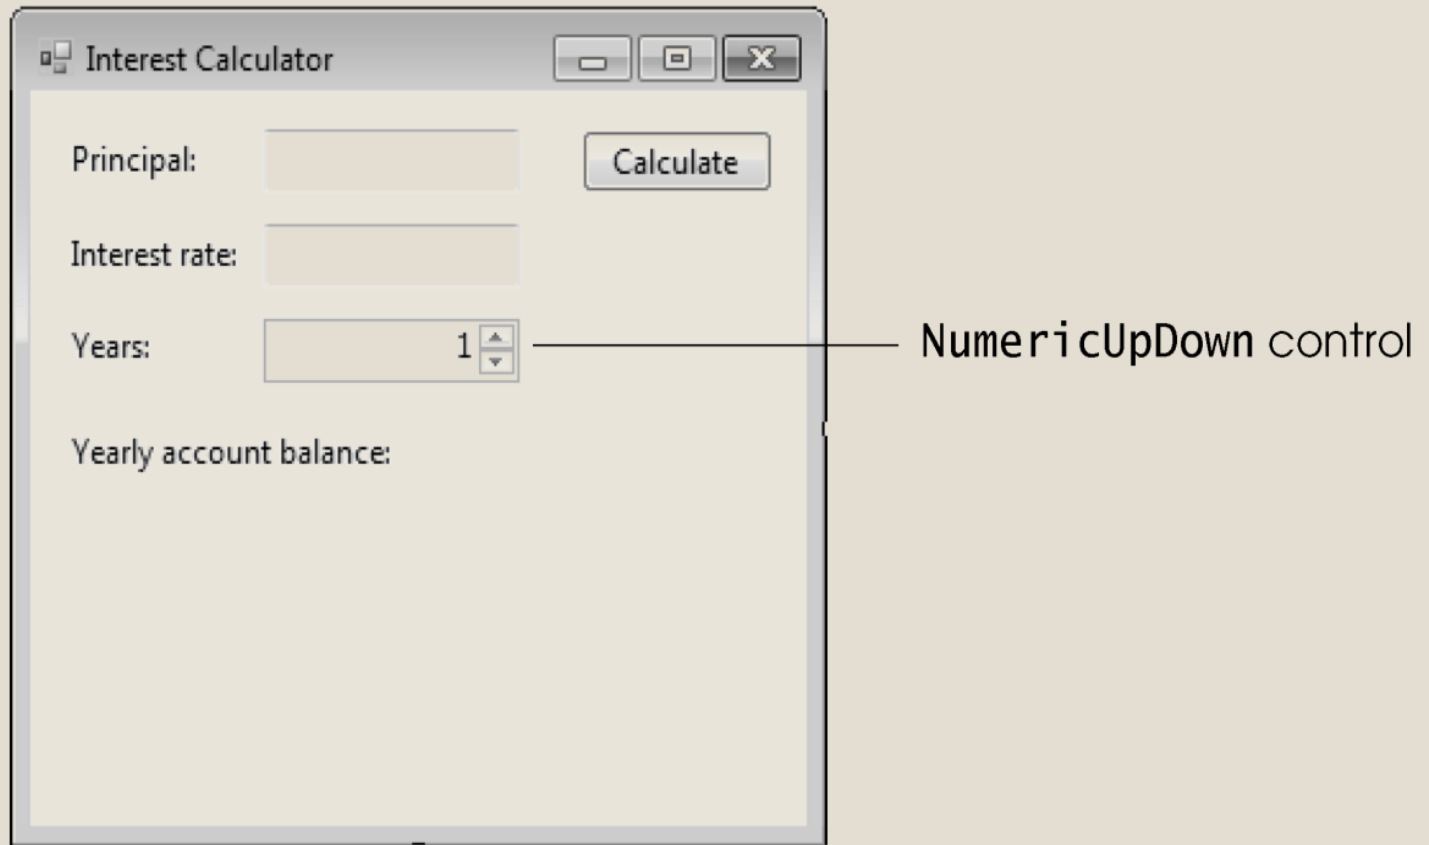 Interest Calculator
Principal:
Calculate
Interest rate:
Years:
1
NumericUpDown control
Yearly account balance: